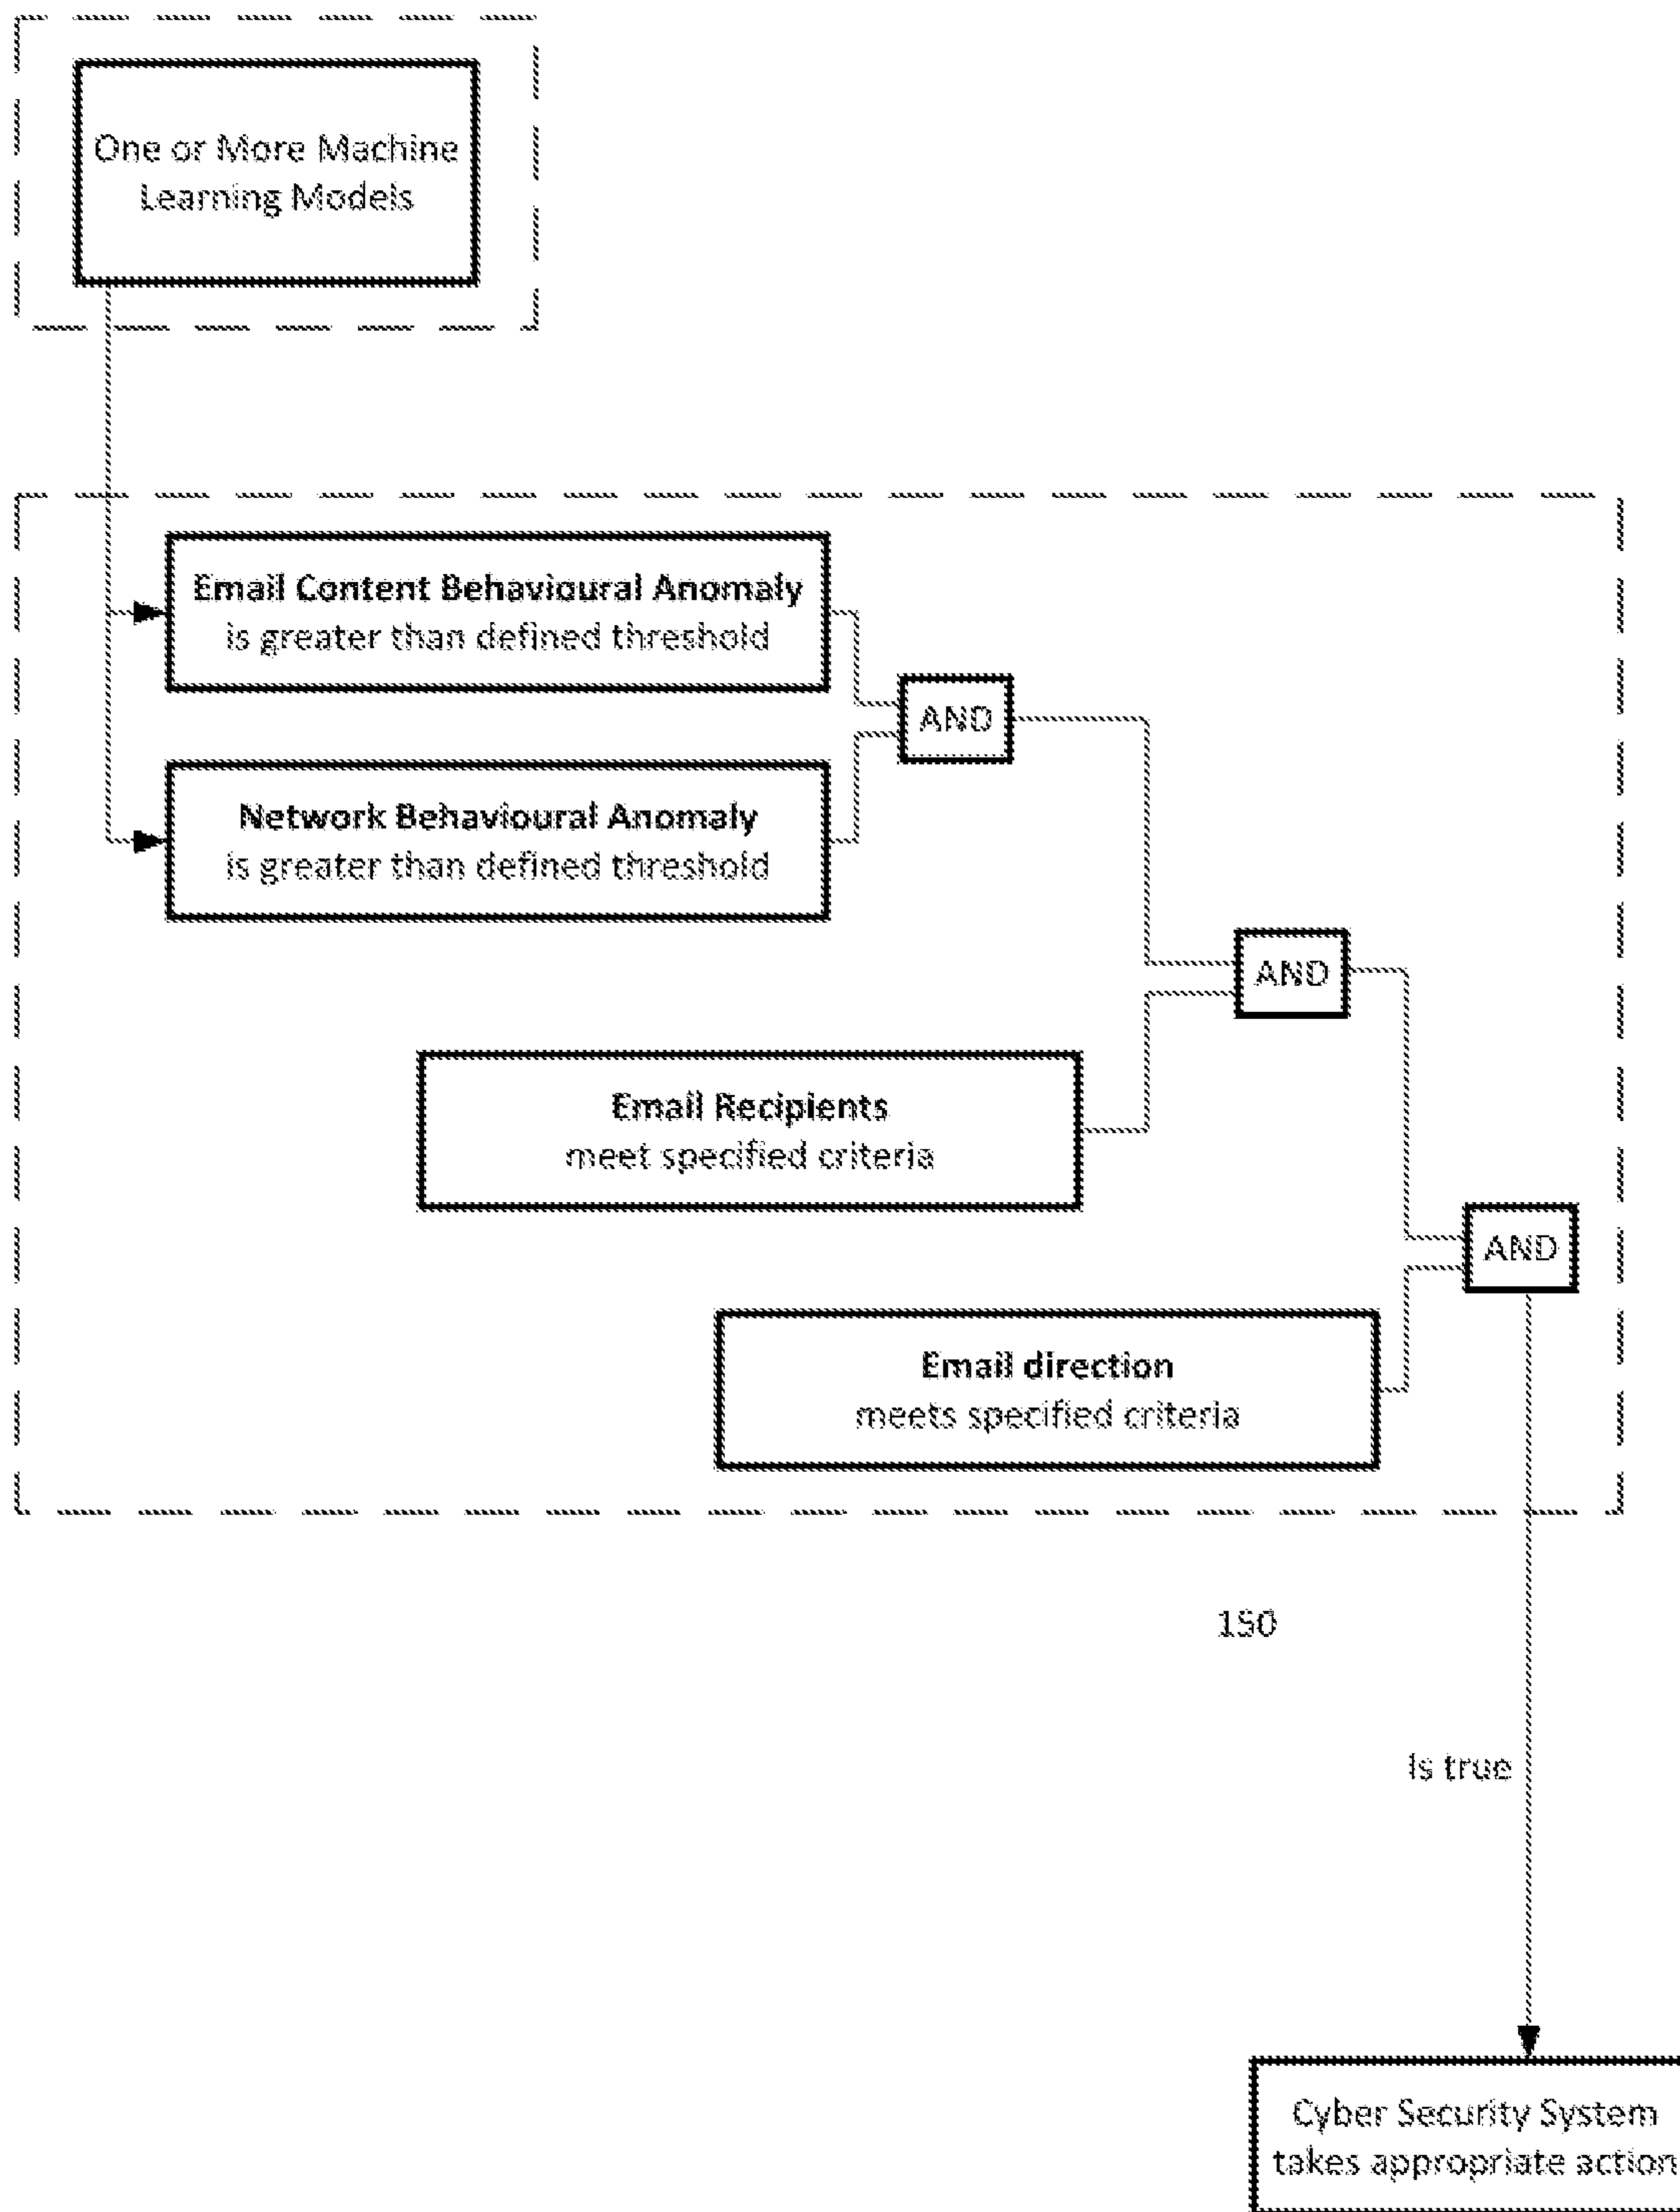 One or More Machine
Learning Models
Email Content Behavioural Anomaly
is greater than defined threshold
AND
Network Behavioural Anomaly
is greater than defined threshold
AND
Email Recipients
meet specified criteria
AND
Email direction
meets specified criteria
150
Is true
Cyber Security System
takes appropriate action